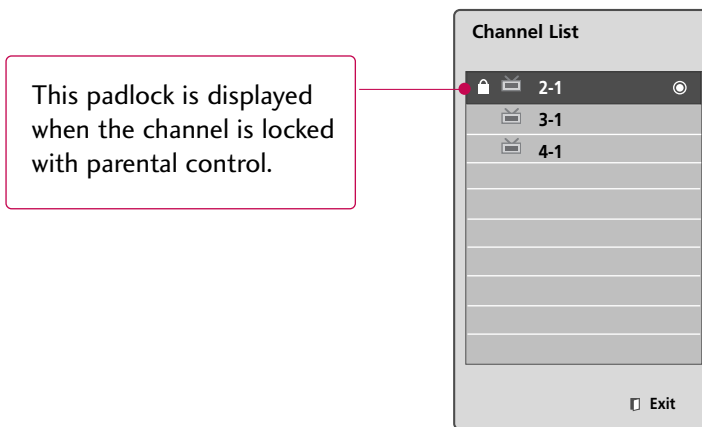 Channel List
This padlock is displayed
when the channel is locked
with parental control.
2-1
3-1
4-1
Exit